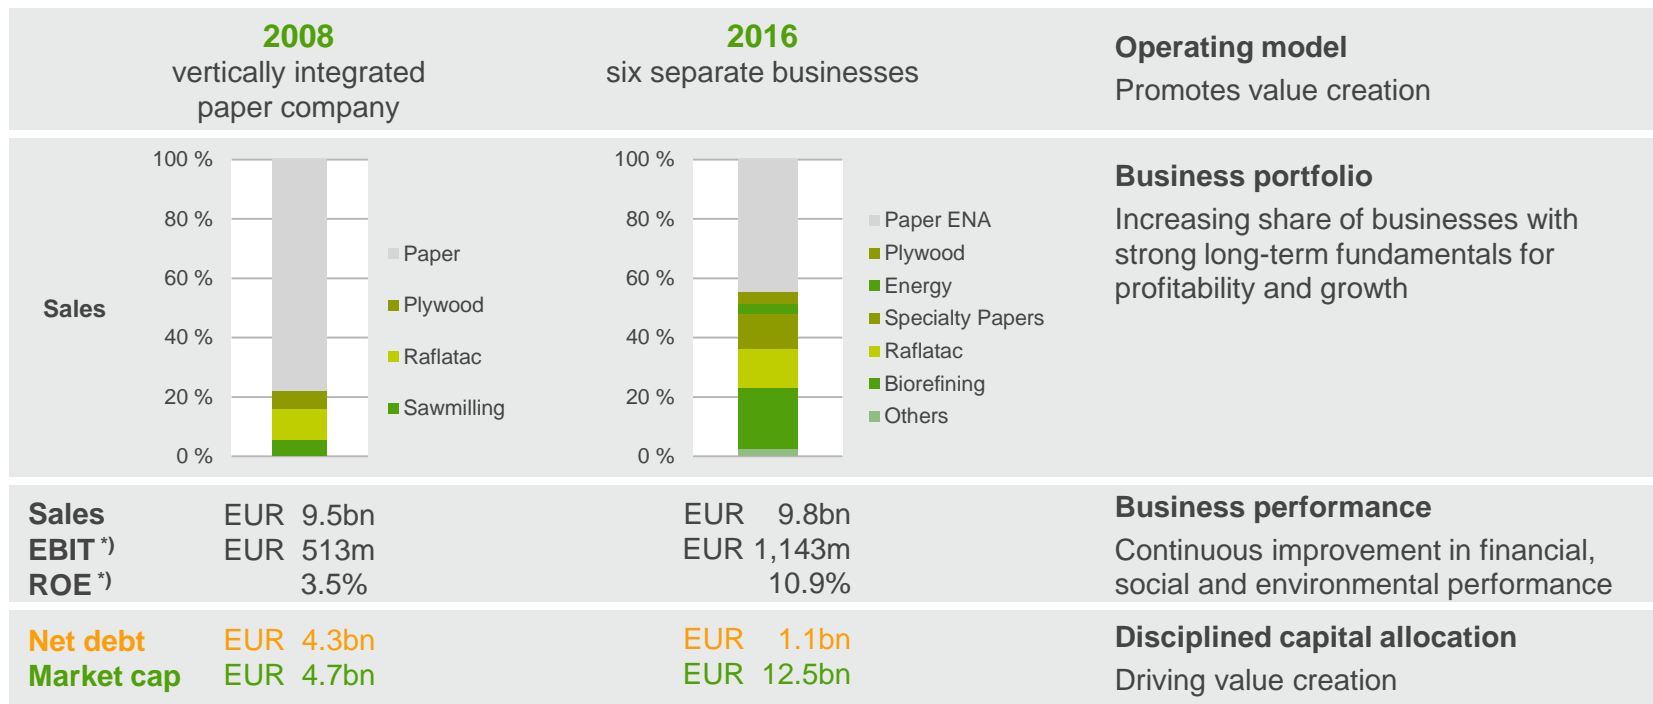 2008
vertically integrated
paper company
2016
six separate businesses
Operating model
Promotes value creation
Sales
100 %
80 %
60 %
40 %
20 %
0 %
Paper
Plywood
Raflatac
Sawmilling
100 %
80 %
60 %
40 %
20 %
0 %
Paper ENA
Plywood
Energy
Specialty Papers
Raflatac
Biorefining
Others
Business portfolio
Increasing share of businesses with
strong long-term fundamentals for
profitability and growth
Sales EUR 9.5bn EUR 9.8bn
EBIT *) EUR 513m EUR 1,143m
ROE *) 3.5% 10.9%
Business performance
Continuous improvement in financial,
social and environmental performance
Net debt EUR 4.3bn EUR 1.1bn
Market cap EUR 4.7bn EUR 12.5bn
Disciplined capital allocation
Driving value creation